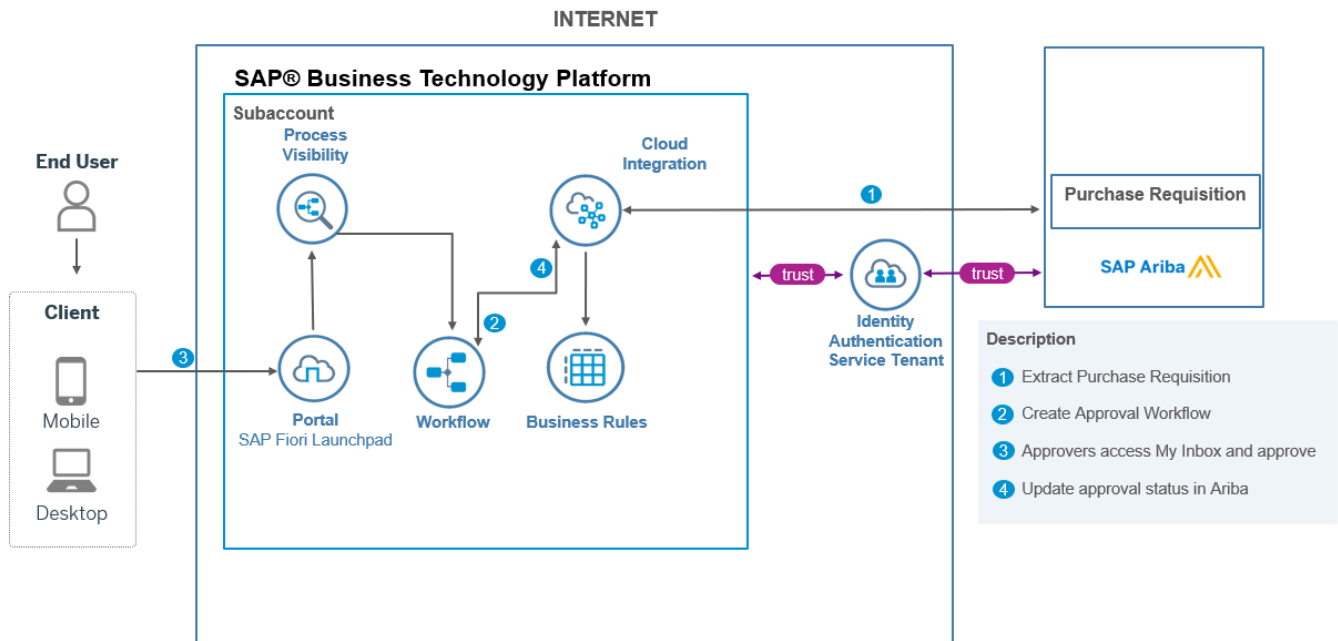 INTERNET
SAP® Business Technology Platform
Subaccount
Process
Visibility
Cloud
Integration
End User
1
Purchase Requisition
4
trust
trust
SAP Ariba
Client
2
Identity
Authentication
Service Tenant
3
Mobile
Portal
SAP Fiori Launchpad
Workflow
Business Rules
Desktop
Description
1 Extract Purchase Requisition
2 Create Approval Workflow
3 Approvers access My Inbox and approve
4 Update approval status in Ariba